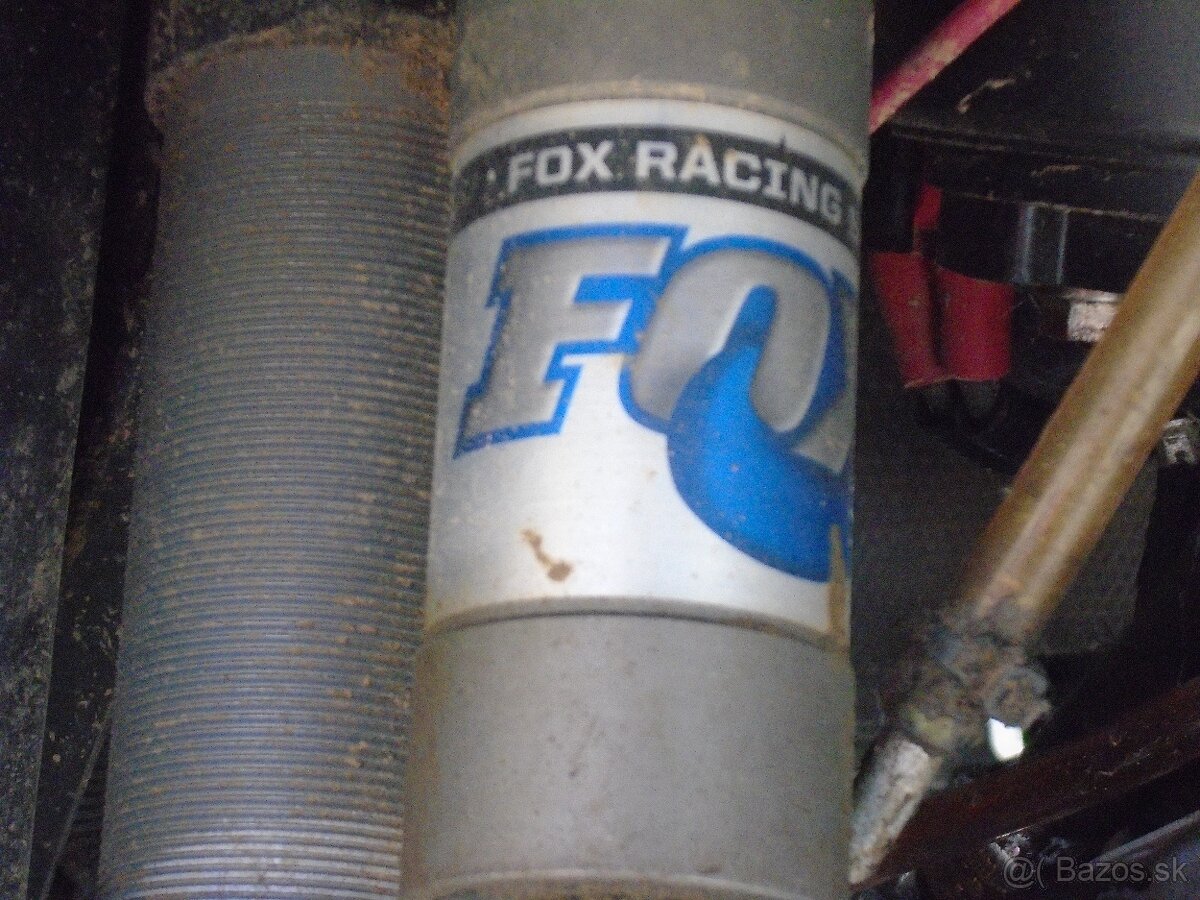 FOX RACING
FO
@( Bazos.sk